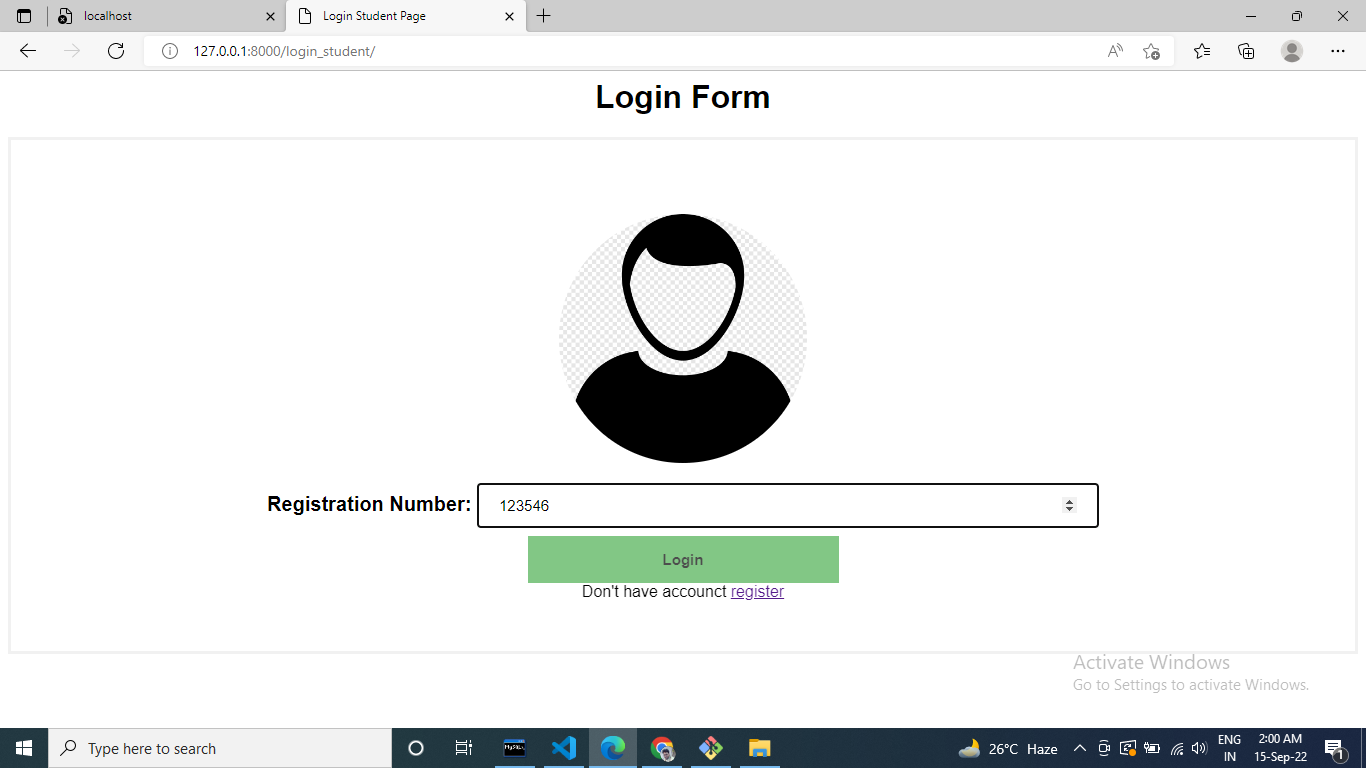 localhost
Login Student Page
127.0.0.1:8000/login_student/
Login Form
Registration Number: 123546
Login
Don't have accounct register
Activate Windows
Go to Settings to activate Windows.
Type here to search
MySQL
26°C Haze
ENG
IN
2:00 AM
15-Sep-22
1